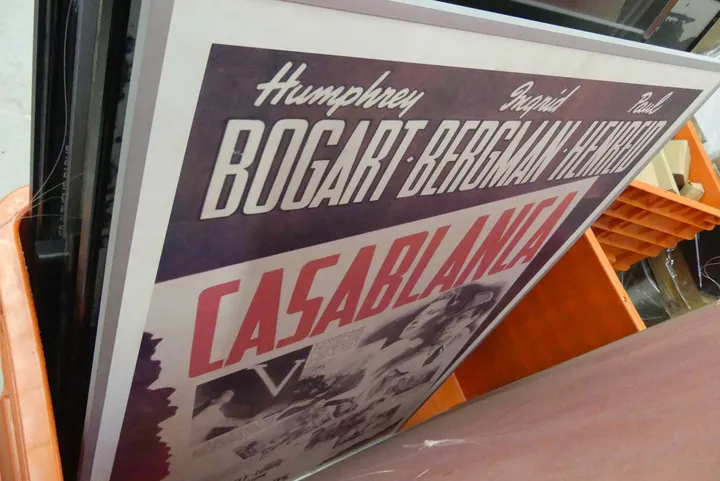 Humphrey Ingrid Paul
BOGART·BERGMAN·HENREID
CASABLANCA
V